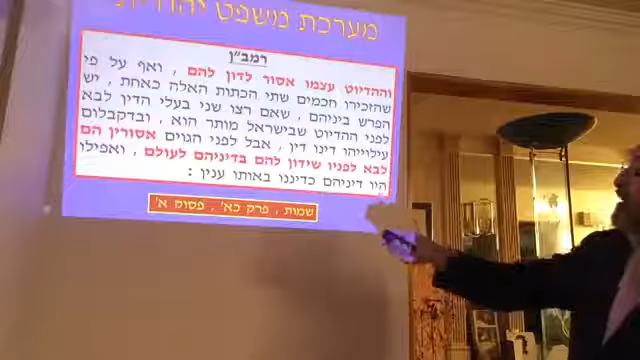 מערכת משפט יהודית
רמב"ן
וההדיוט עצמו אסור לדון להם , ואף על פי
שהזכירו חכמים שתי הכתות האלה כאחת , יש
הפרש ביניהם , שאם רצו שני בעלי הדין לבא
לפני ההדיוט שבישראל מותר הוא , ובדקבלום
עילוייהו דינו דין , אבל לפני הגוים אסורין הם
לבא לפניו שידון להם בדיניהם לעולם , ואפילו
היו דיניהם כדיננו באותו ענין :
שמות , פרק כא' , פסוק א'